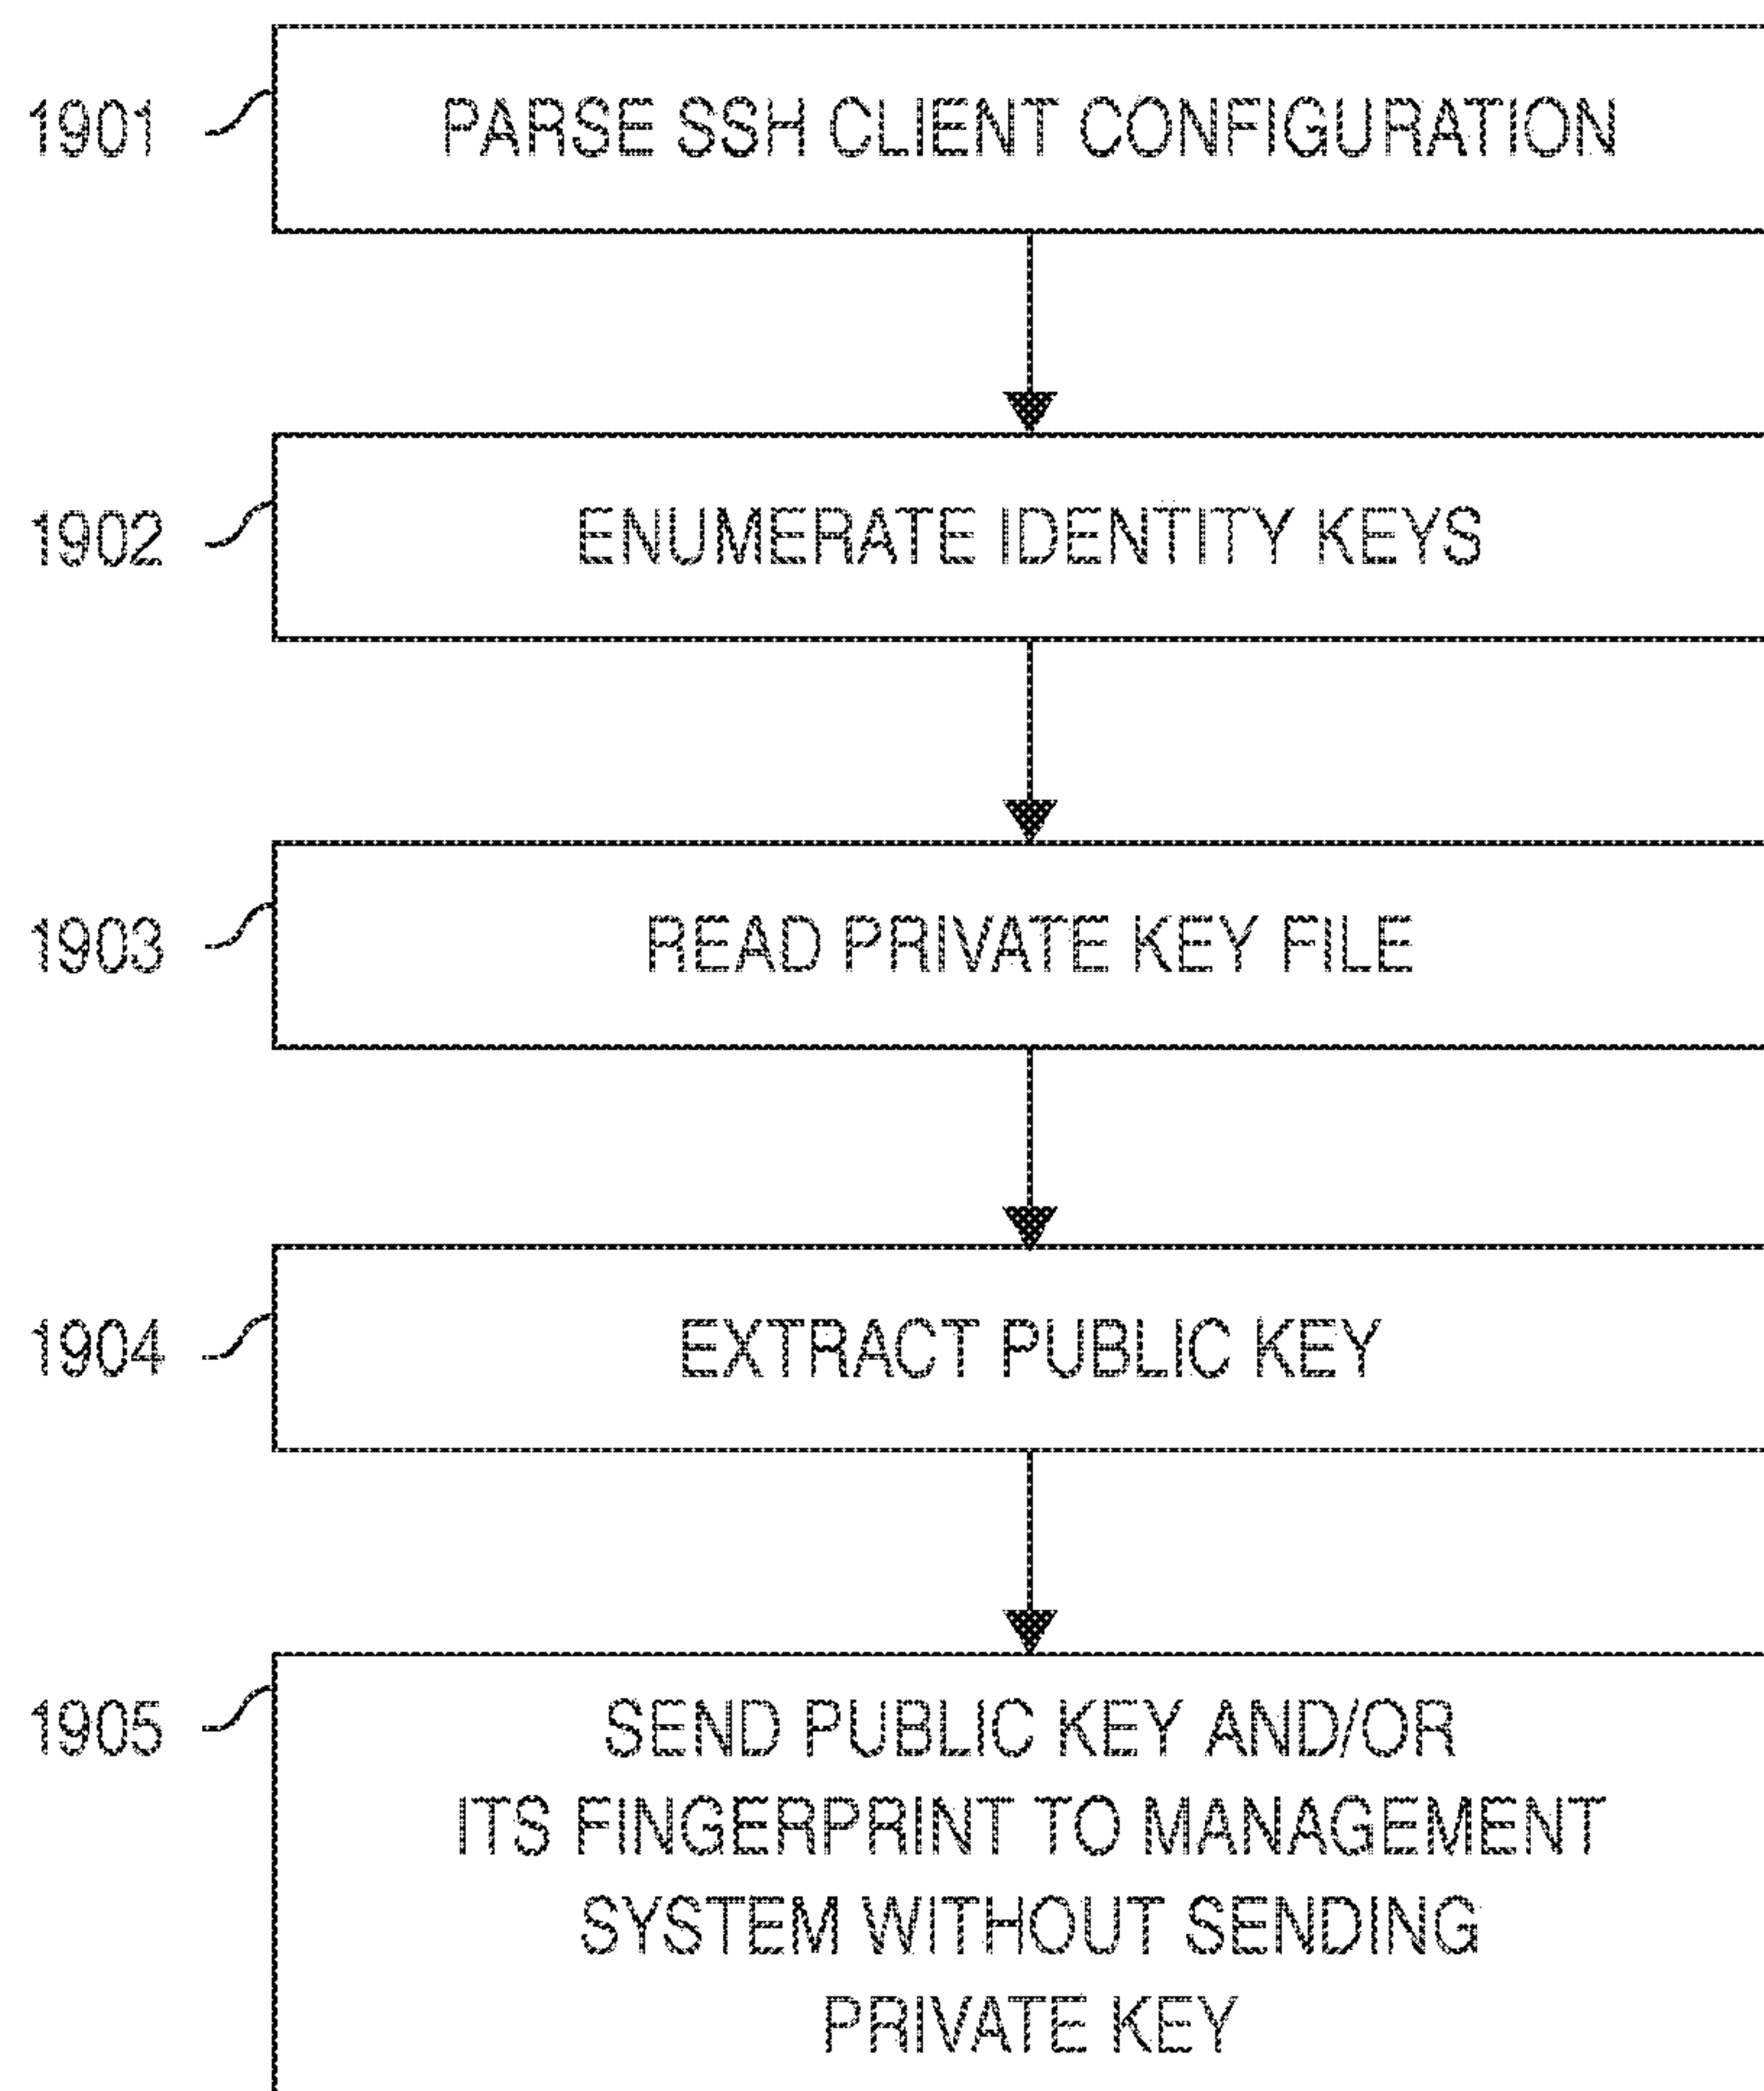 1901 PARSE SSH CLIENT CONFIGURATION
1902 ENUMERATE IDENTITY KEYS
1903 READ PRIVATE KEY FILE
1904 EXTRACT PUBLIC KEY
1905 SEND PUBLIC KEY AND/OR
ITS FINGERPRINT TO MANAGEMENT
SYSTEM WITHOUT SENDING
PRIVATE KEY